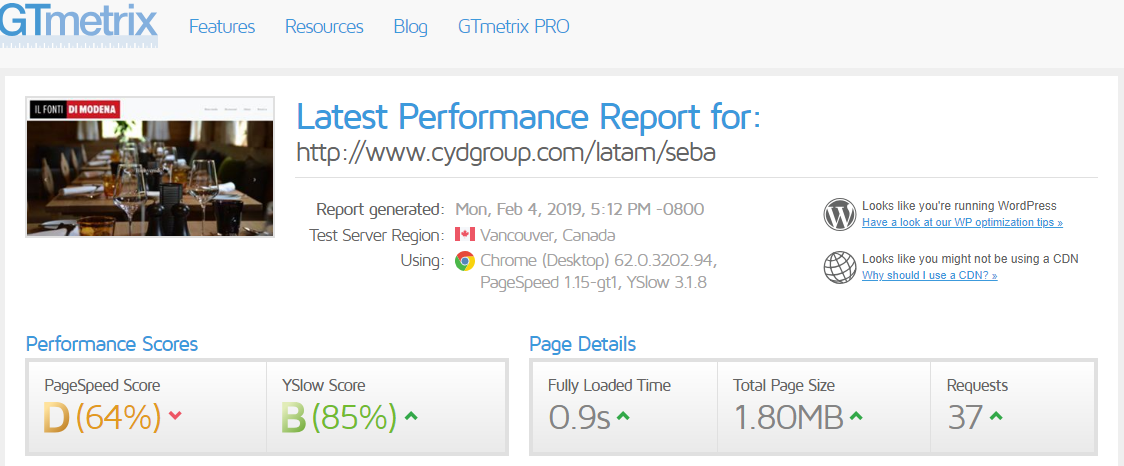 GTmetrix
Features Resources Blog GTmetrix PRO
IL FONTI DI MODENA
Latest Performance Report for:
http://www.cydgroup.com/latam/seba
Report generated: Mon, Feb 4, 2019, 5:12 PM -0800
Test Server Region: Vancouver, Canada
Using: Chrome (Desktop) 62.0.3202.94,
PageSpeed 1.15-gt1, YSlow 3.1.8
Looks like you're running WordPress
Have a look at our WP optimization tips »
Looks like you might not be using a CDN
Why should I use a CDN? »
Performance Scores
PageSpeed Score YSlow Score
D (64%) B (85%)
Page Details
Fully Loaded Time Total Page Size Requests
0.9s 1.80MB 37